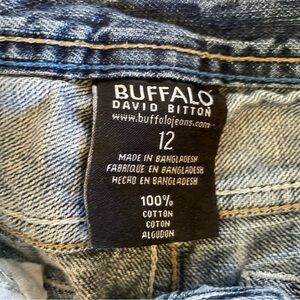 BUFFALO
DAVID BITTON
www.buffalojeans.com
12
MADE IN BANGLADESH
FABRIQUE EN BANGLADESH
HECHO EN BANGLADESH
100%
COTTON
COTON
ALGODON